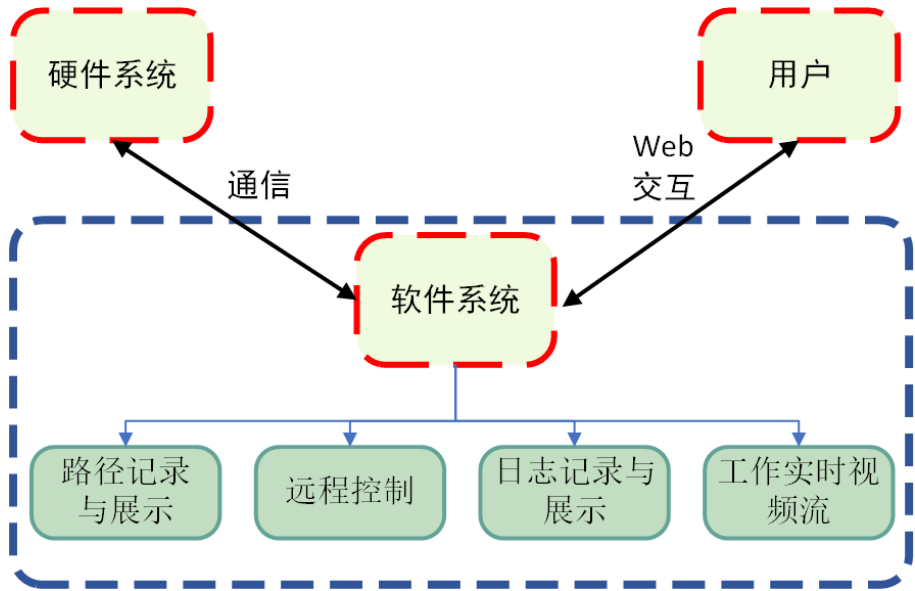 硬件系统
用户
Web
交互
通信
软件系统
路径记录
与展示
远程控制
日志记录与
展示
工作实时视
频流